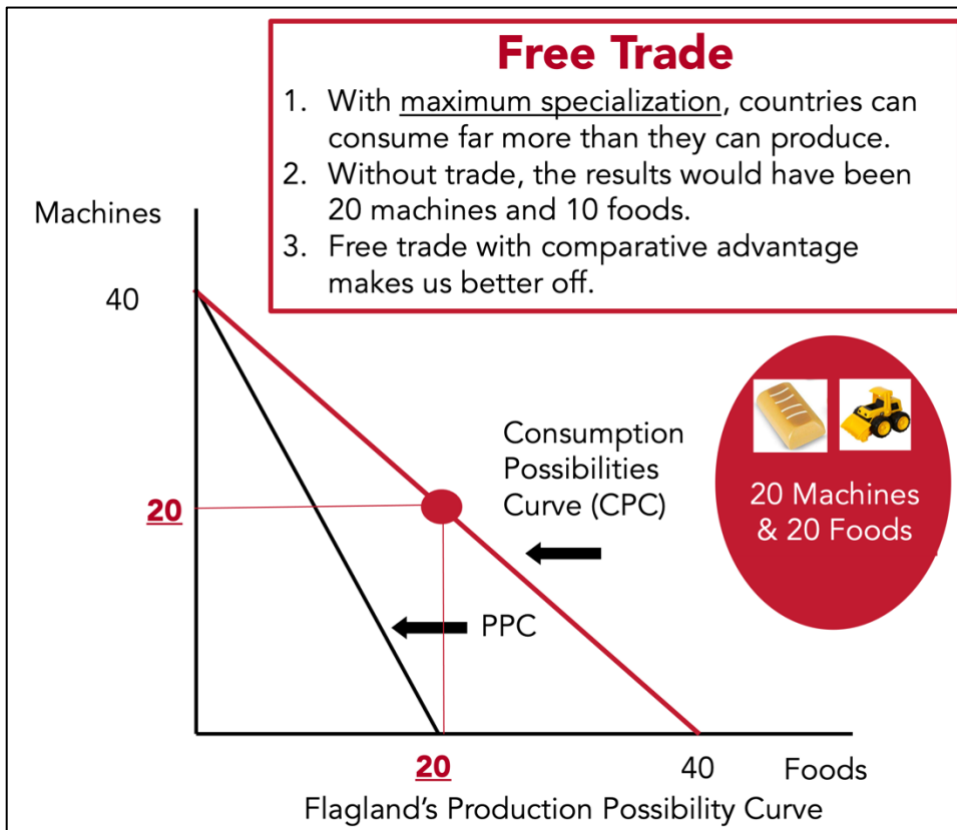 Free Trade
1. With maximum specialization, countries can
consume far more than they can produce.
2. Without trade, the results would have been
20 machines and 10 foods.
3. Free trade with comparative advantage
makes us better off.
Machines
40
Consumption
Possibilities
Curve (CPC)
20 Machines
& 20 Foods
20
PPC
20
40
Foods
Flagland's Production Possibility Curve